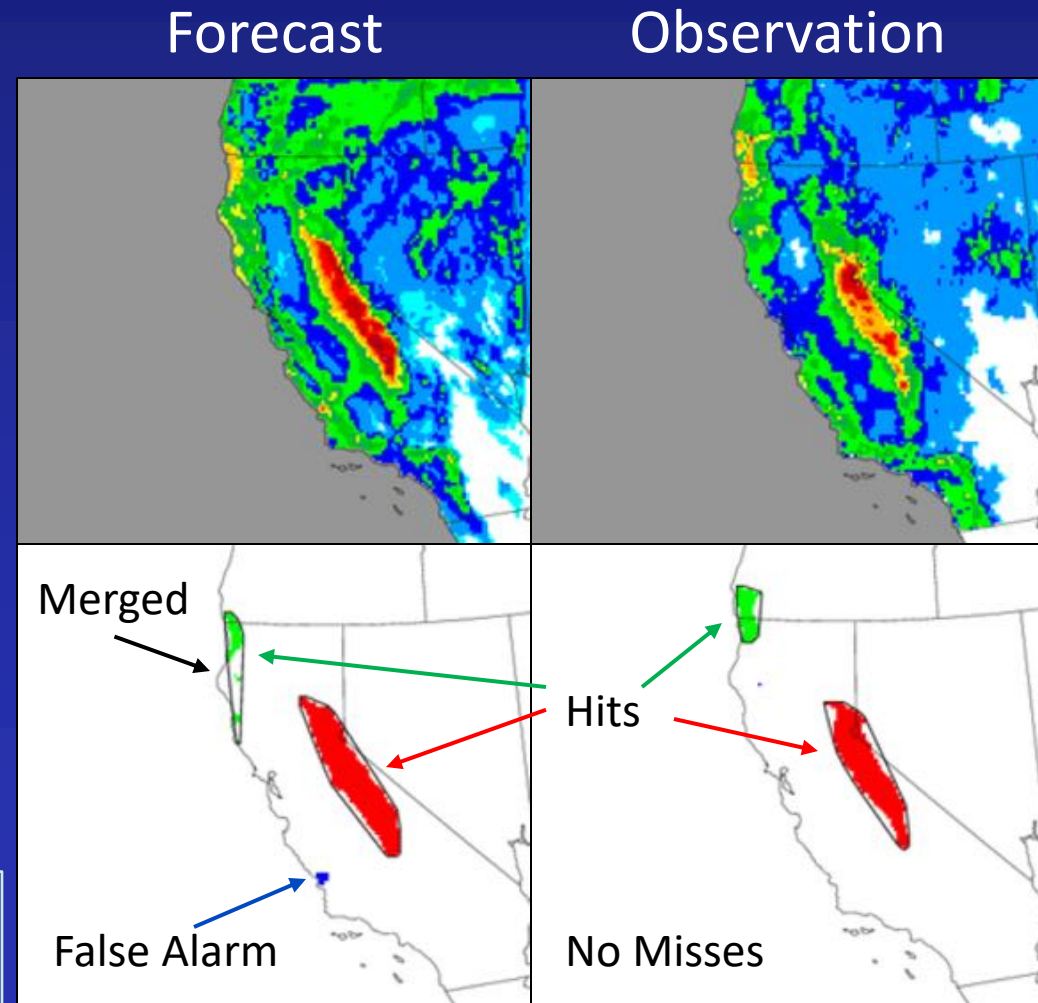 Forecast
Observation
Merged
Hits
False Alarm
No Misses